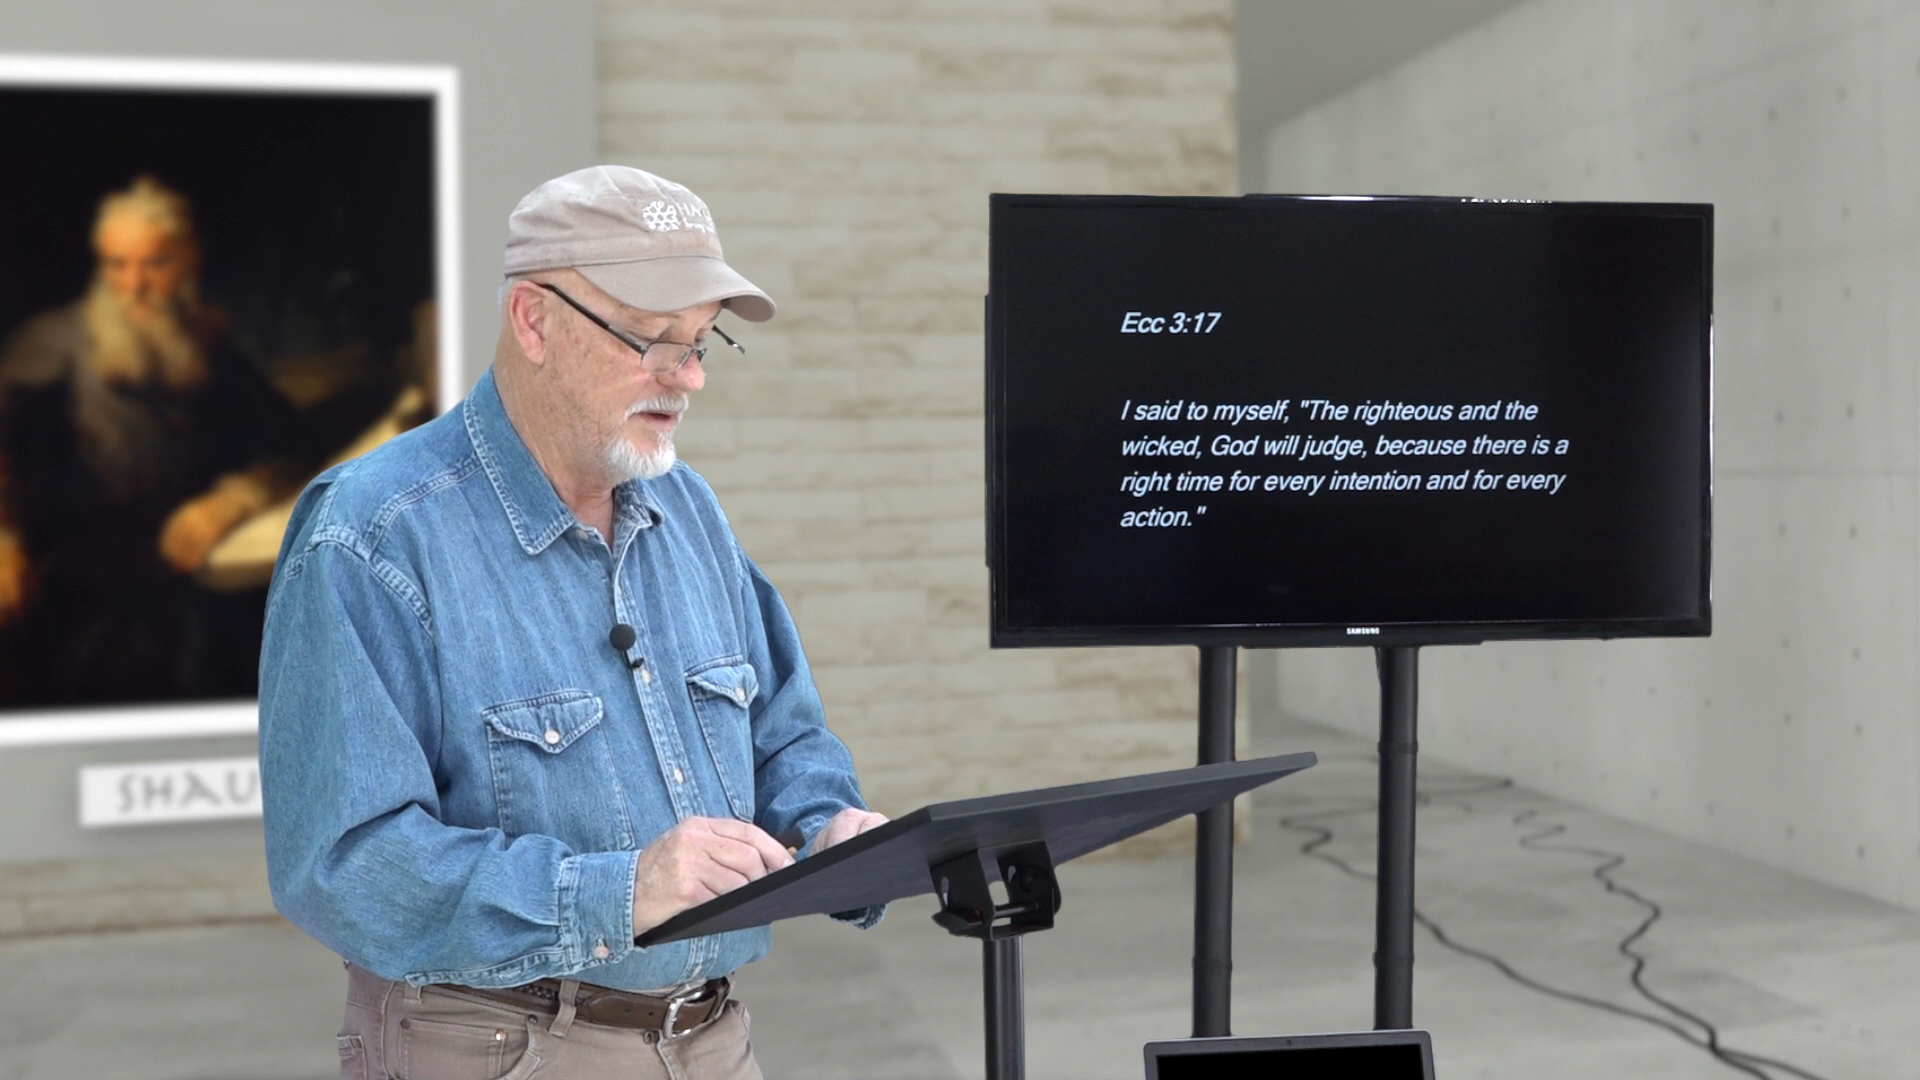 Ecc 3:17
I said to myself, "The righteous and the
wicked, God will judge, because there is a
right time for every intention and for every
action."
SAMSUNG
SHAU